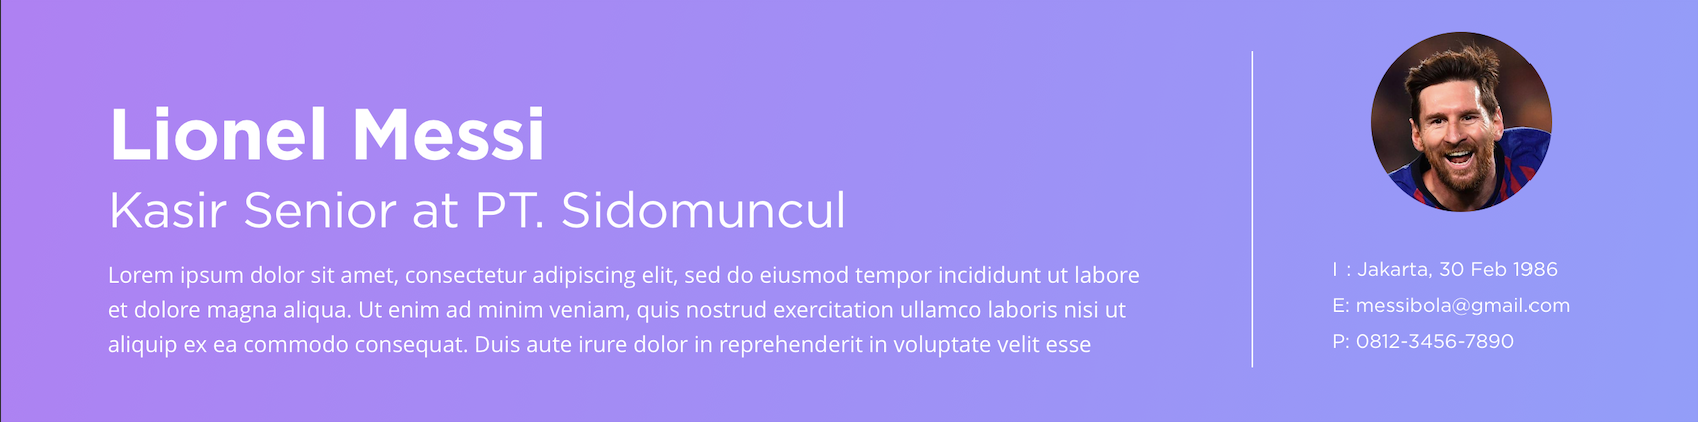 Lionel Messi
Kasir Senior at PT. Sidomuncul
Lorem ipsum dolor sit amet, consectetur adipiscing elit, sed do eiusmod tempor incididunt ut labore
et dolore magna aliqua. Ut enim ad minim veniam, quis nostrud exercitation ullamco laboris nisi ut
aliquip ex ea commodo consequat. Duis aute irure dolor in reprehenderit in voluptate velit esse
I : Jakarta, 30 Feb 1986
E: messibola@gmail.com
P: 0812-3456-7890